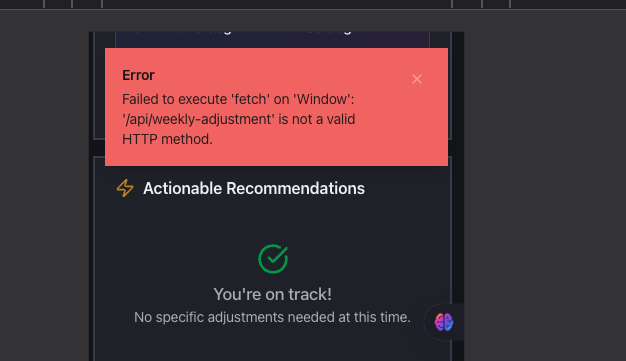 Error
Failed to execute 'fetch' on 'Window':
'/api/weekly-adjustment' is not a valid
HTTP method.
Actionable Recommendations
You're on track!
No specific adjustments needed at this time.